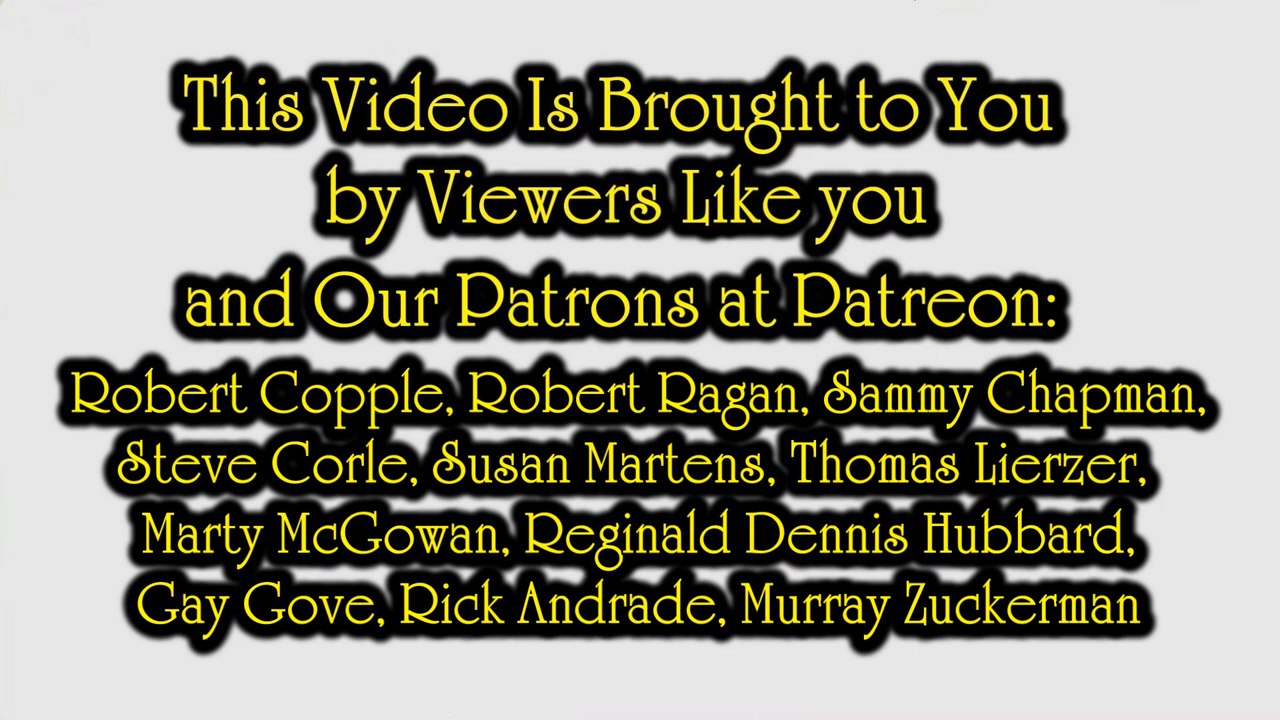 This Video Is Brought to You
by Viewers Like you
and Our Patrons at Patreon:
Robert Copple, Robert Ragan, Sammy Chapman,
Steve Corle, Susan Martens, Thomas Lierzer,
Marty McGowan, Reginald Dennis Hubbard,
Gay Gove, Rick Andrade, Murray Zuckerman